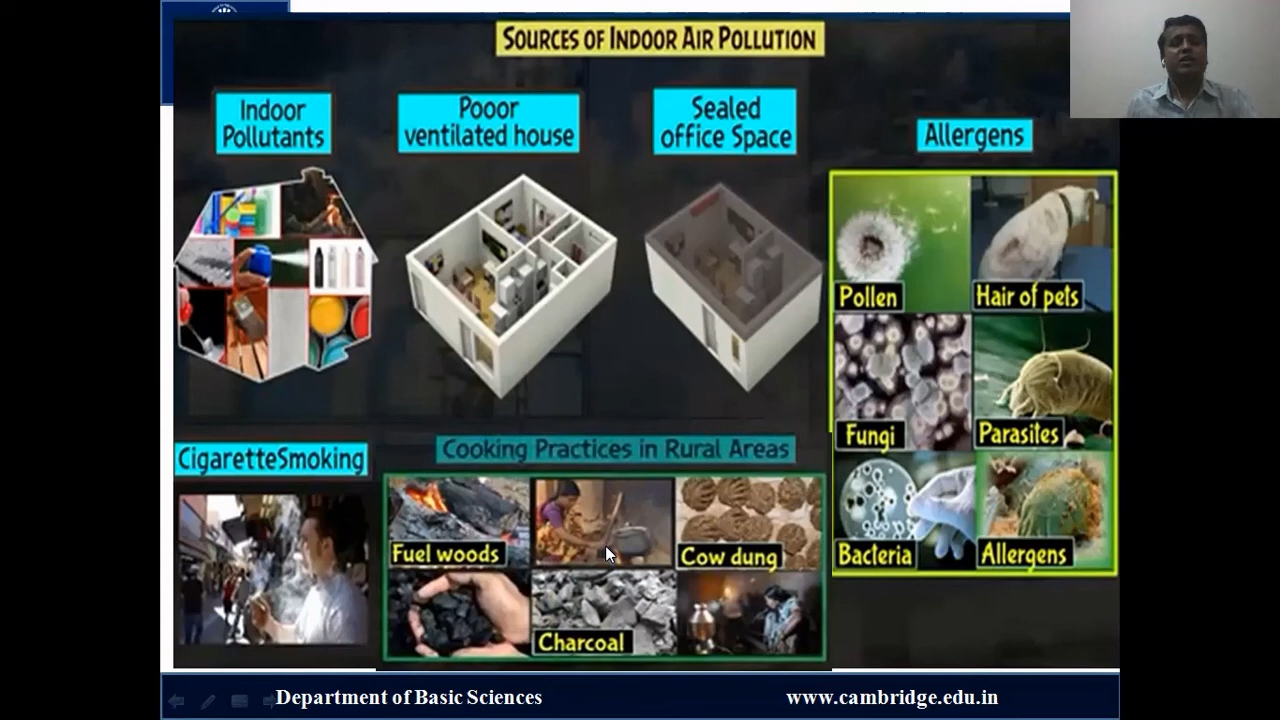 SOURCES OF INDOOR AIR POLLUTION
Indoor
Pollutants
Pooor
ventilated house
Sealed
office Space
Allergens
Pollen
Hair of pets
Fungi
Parasites
Bacteria
Allergens
CigaretteSmoking
Cooking Practices in Rural Areas
Fuel woods
Cow dung
Charcoal
Department of Basic Sciences
www.cambridge.edu.in